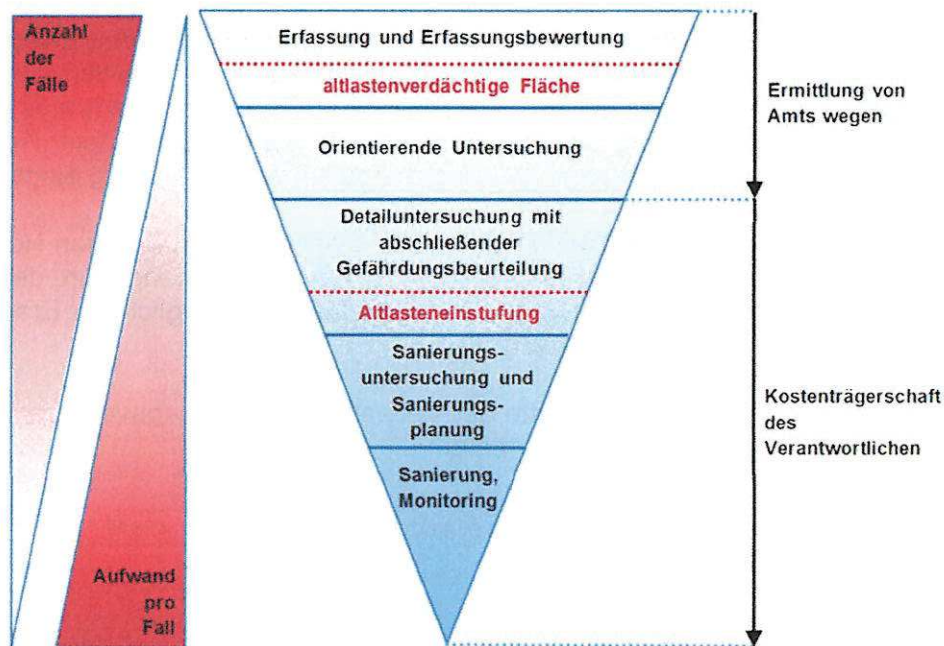 Anzahl
der
Fälle
Erfassung und Erfassungsbewertung
altlastenverdächtige Fläche
Orientierende Untersuchung
Detailuntersuchung mit
abschließender
Gefährdungsbeurteilung
Altlasteneinstufung
Sanierungs-
untersuchung und
Sanierungs-
planung
Sanierung,
Monitoring
Aufwand
pro
Fall
Ermittlung von
Amts wegen
Kostenträgerschaft
des
Verantwortlichen